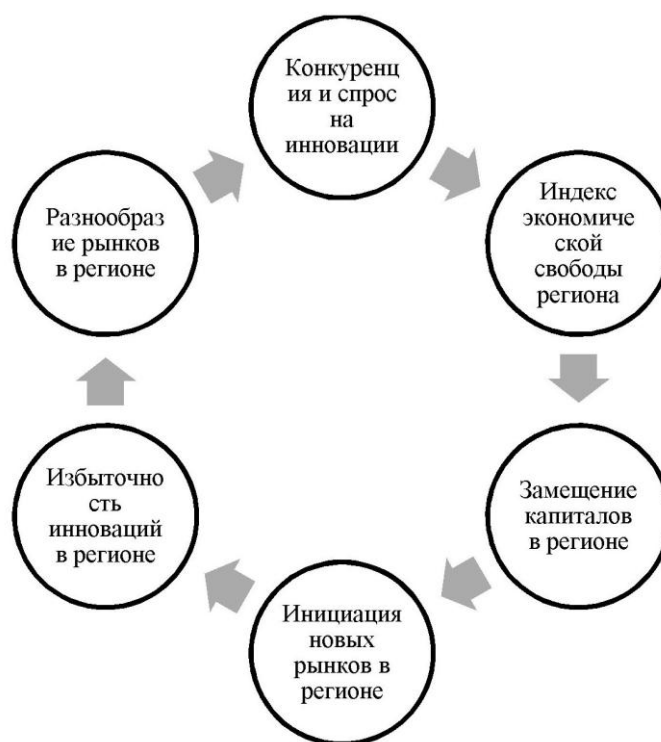 Конкуренц
ия и спрос
на
инновации
Индекс
экономиче
ской
свободы
региона
Замещение
капиталов
в регионе
Инициация
новых
рынков в
регионе
Избыточно
сть
инноваций
в регионе
Разнообраз
ие рынков
в регионе